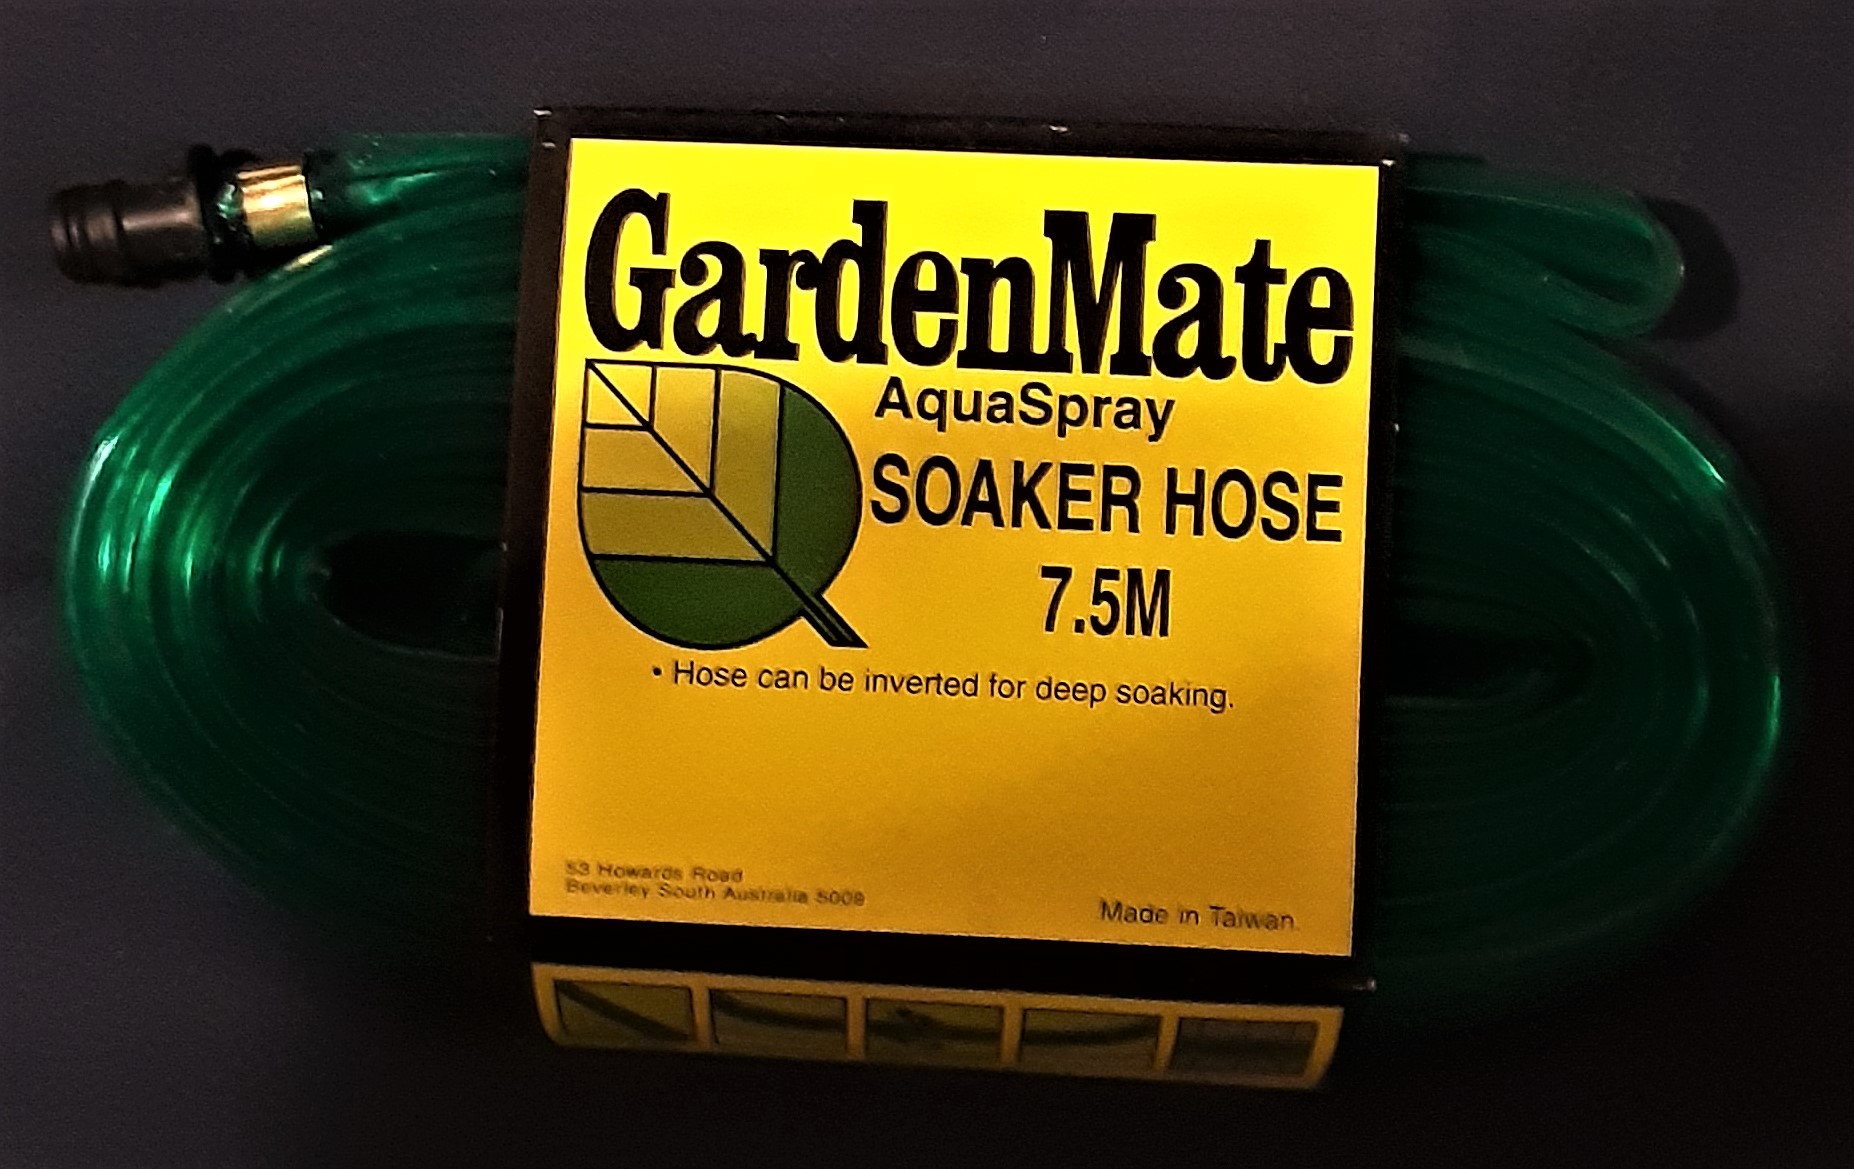 GardenMate
AquaSpray
SOAKER HOSE
7.5M
• Hose can be inverted for deep soaking.
53 Howards Road
Beverley South Australia 5009
Made in Taiwan.